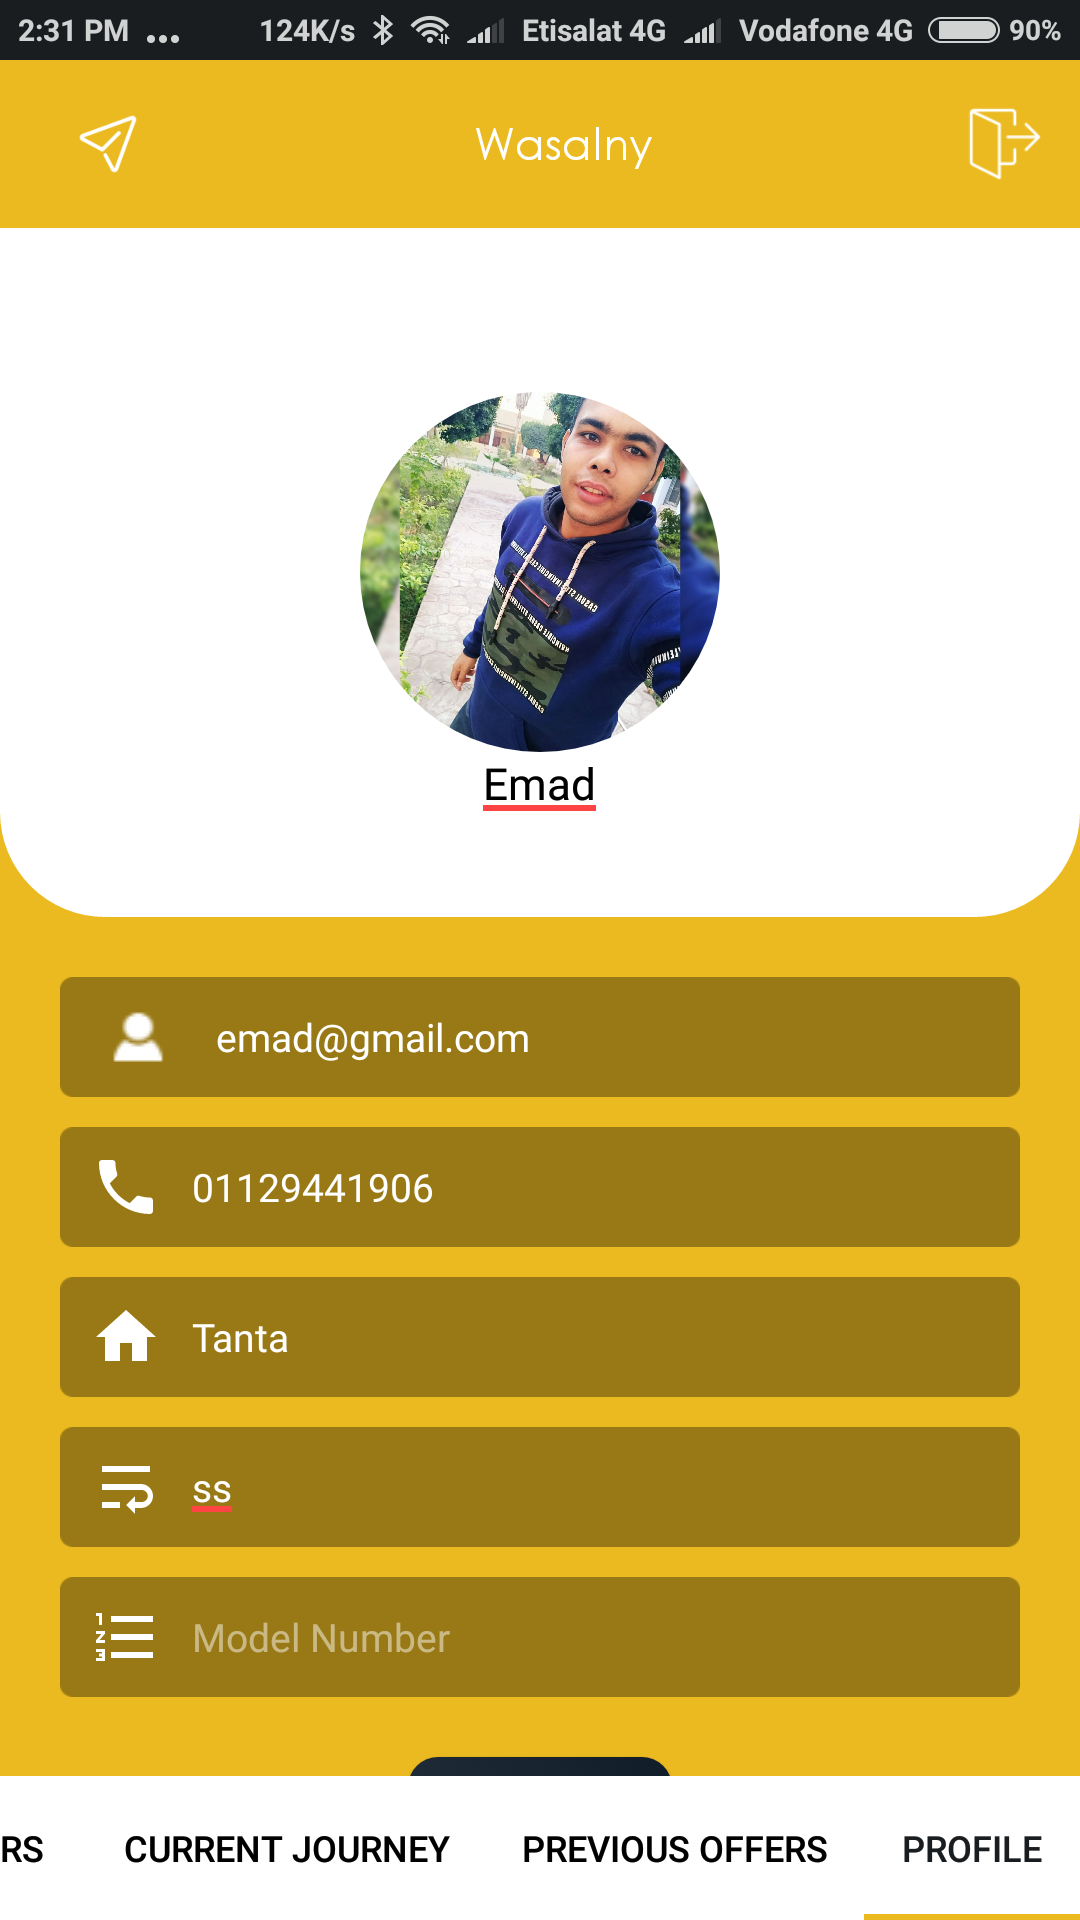 2:31 PM ... 124K/s Etisalat 4G Vodafone 4G 90%
Wasalny
Emad
emad@gmail.com
01129441906
Tanta
ss
Model Number
RS CURRENT JOURNEY PREVIOUS OFFERS PROFILE